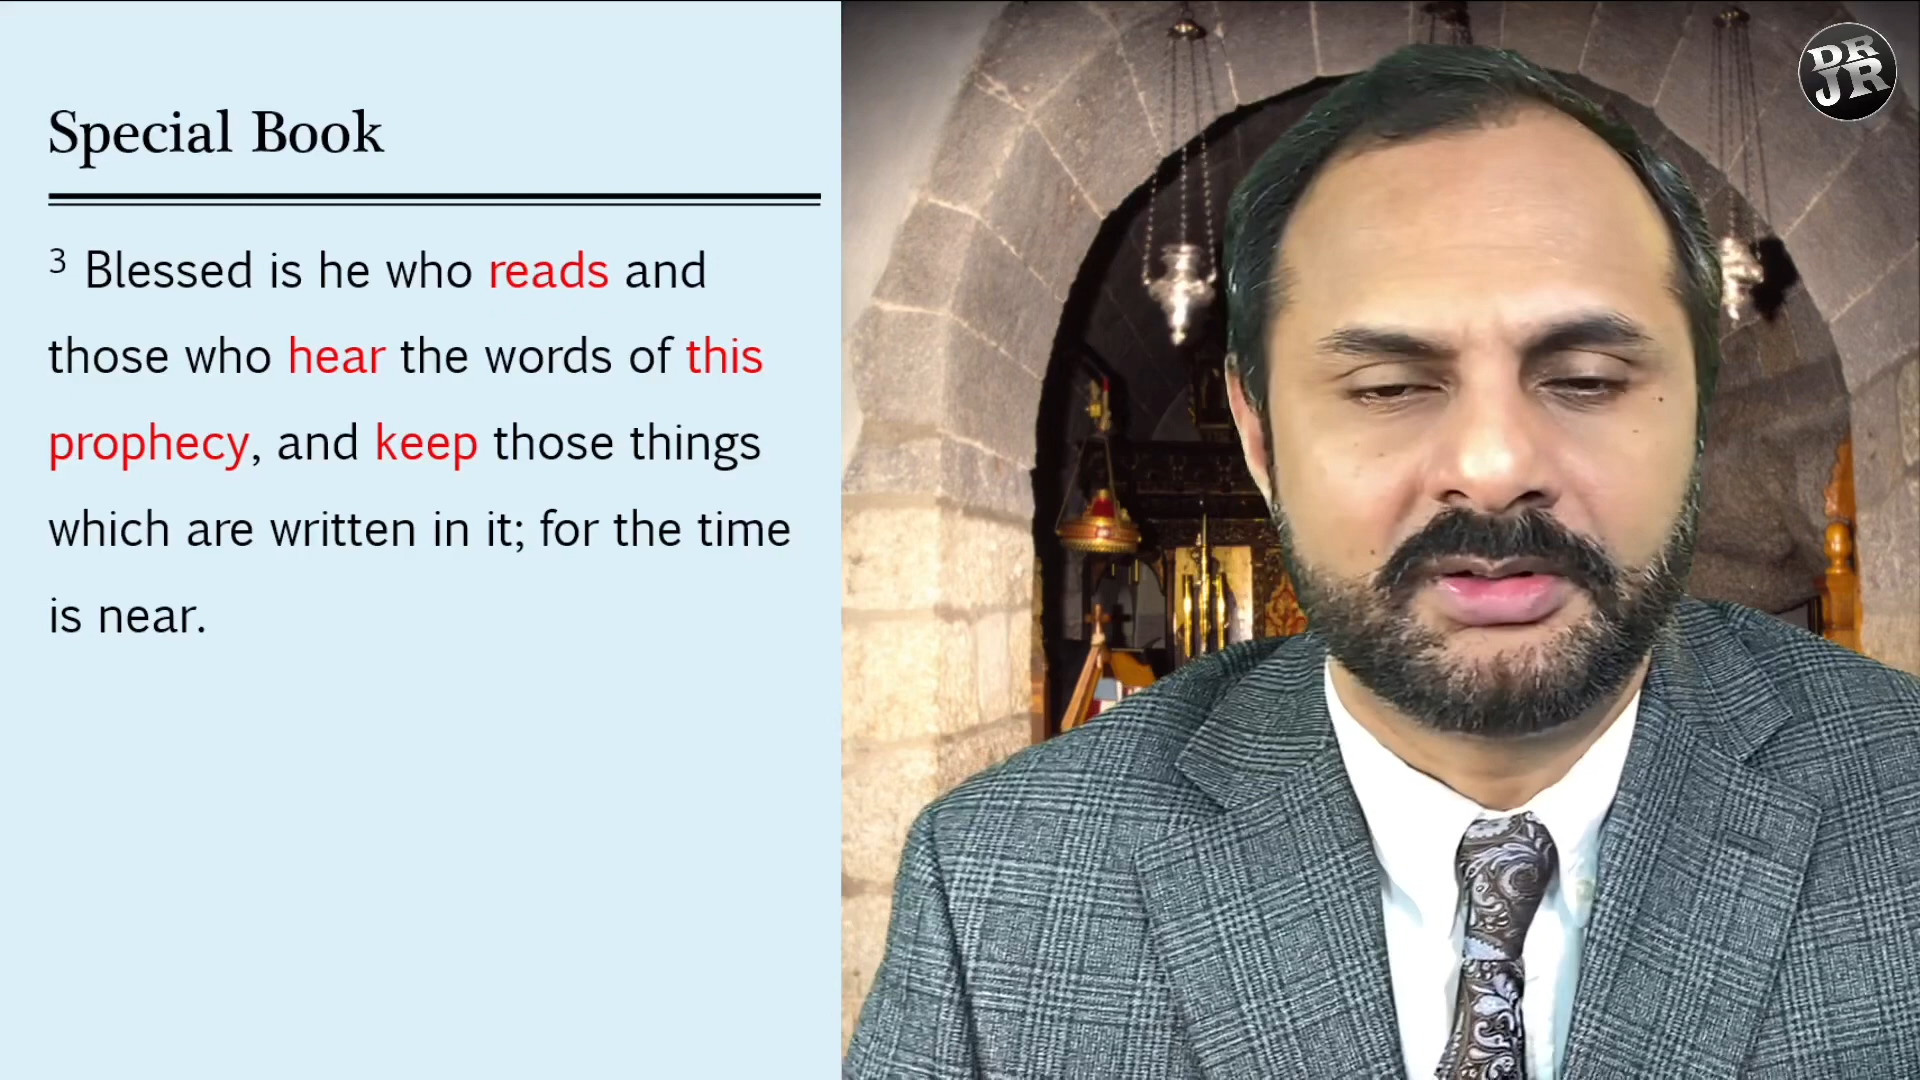 Special Book
3 Blessed is he who reads and
those who hear the words of this
prophecy, and keep those things
which are written in it; for the time
is near.
DR
JR